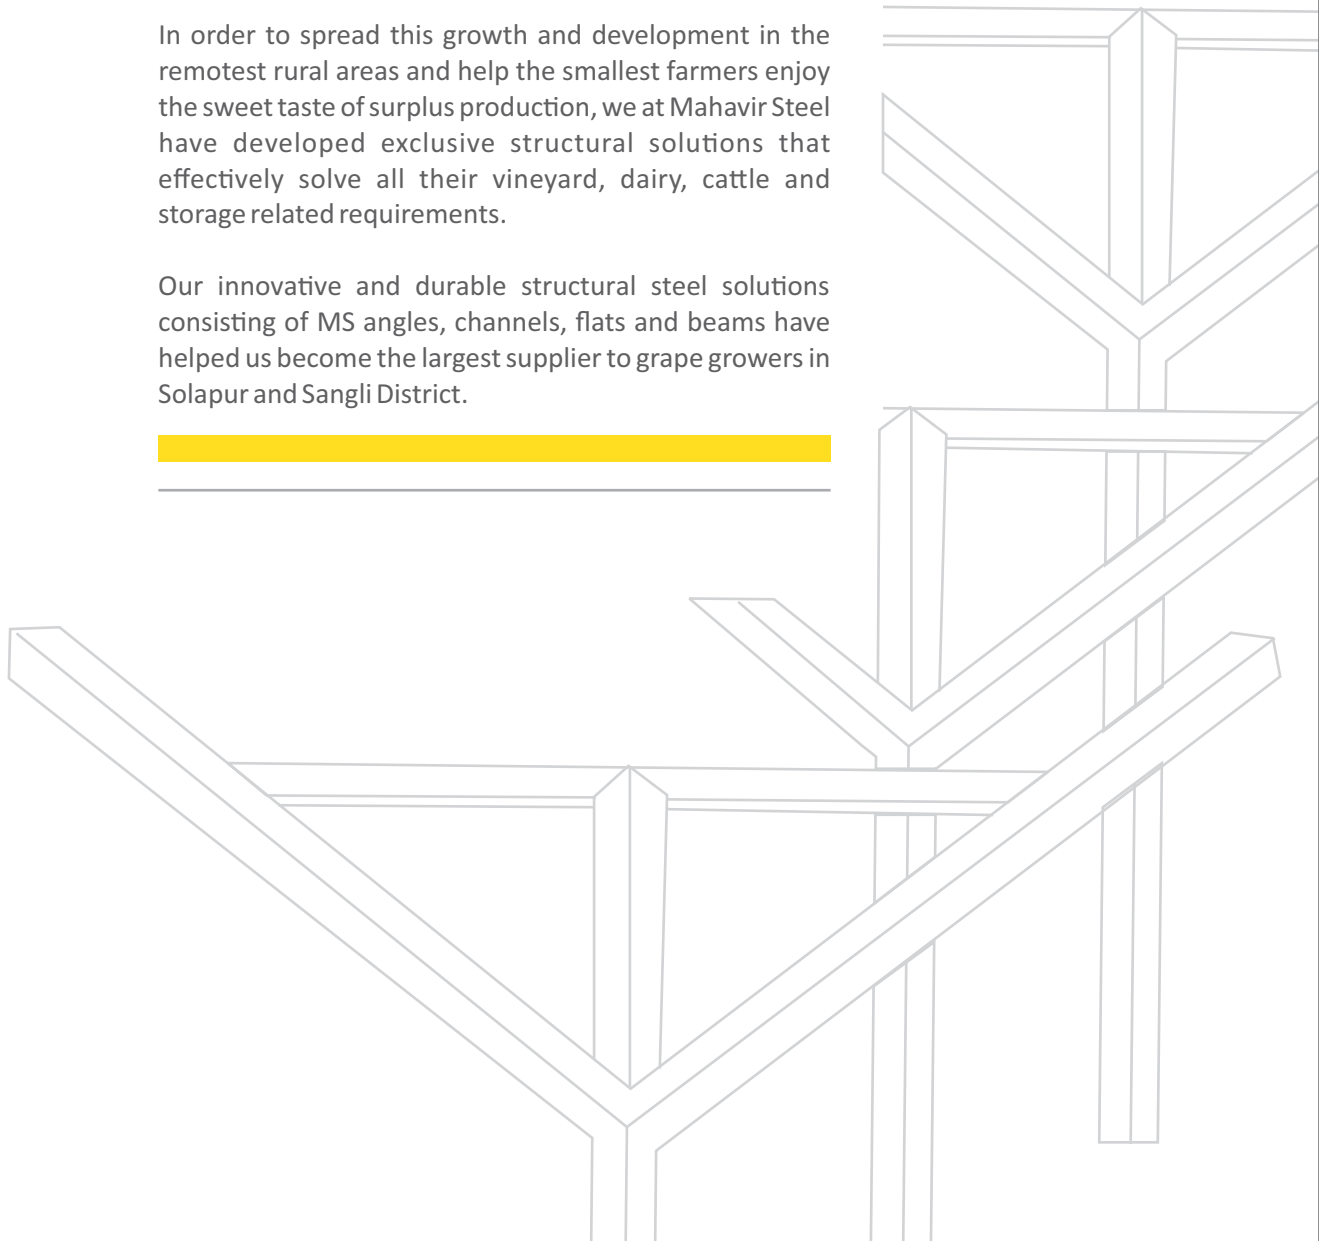 In order to spread this growth and development in the
remotest rural areas and help the smallest farmers enjoy
the sweet taste of surplus production, we at Mahavir Steel
have developed exclusive structural solutions that
effectively solve all their vineyard, dairy, cattle and
storage related requirements.
Our innovative and durable structural steel solutions
consisting of MS angles, channels, flats and beams have
helped us become the largest supplier to grape growers in
Solapur and Sangli District.